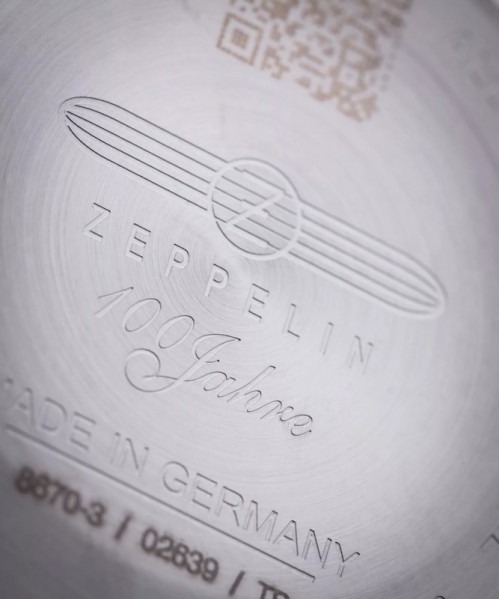 Z
ZEPPELIN
100 Jahre
MADE IN GERMANY
8670-3 / 02639 /